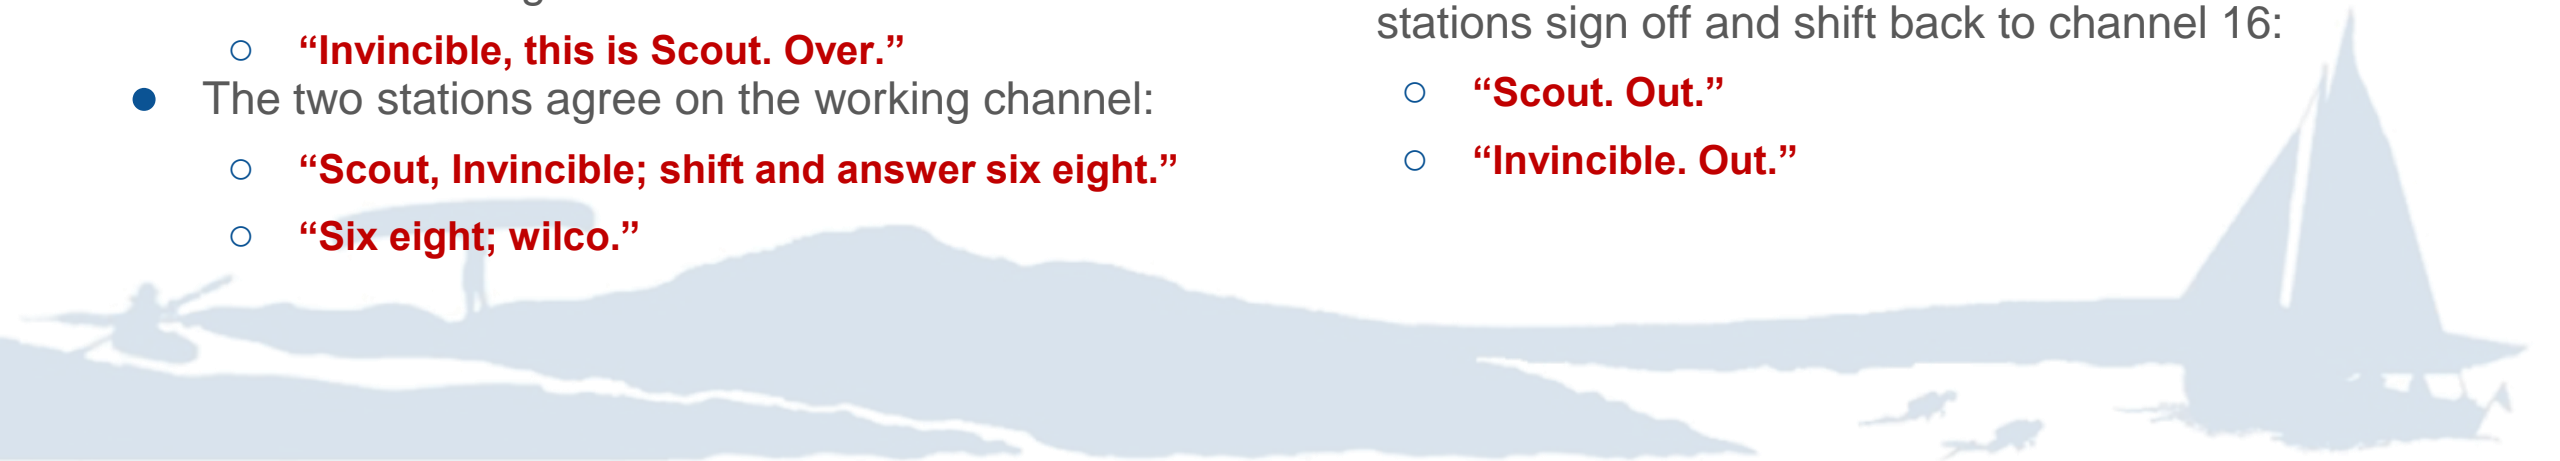 “Invincible, this is Scout. Over.”
The two stations agree on the working channel:
“Scout, Invincible; shift and answer six eight.”
“Six eight; wilco.”
stations sign off and shift back to channel 16:
“Scout. Out.”
“Invincible. Out.”